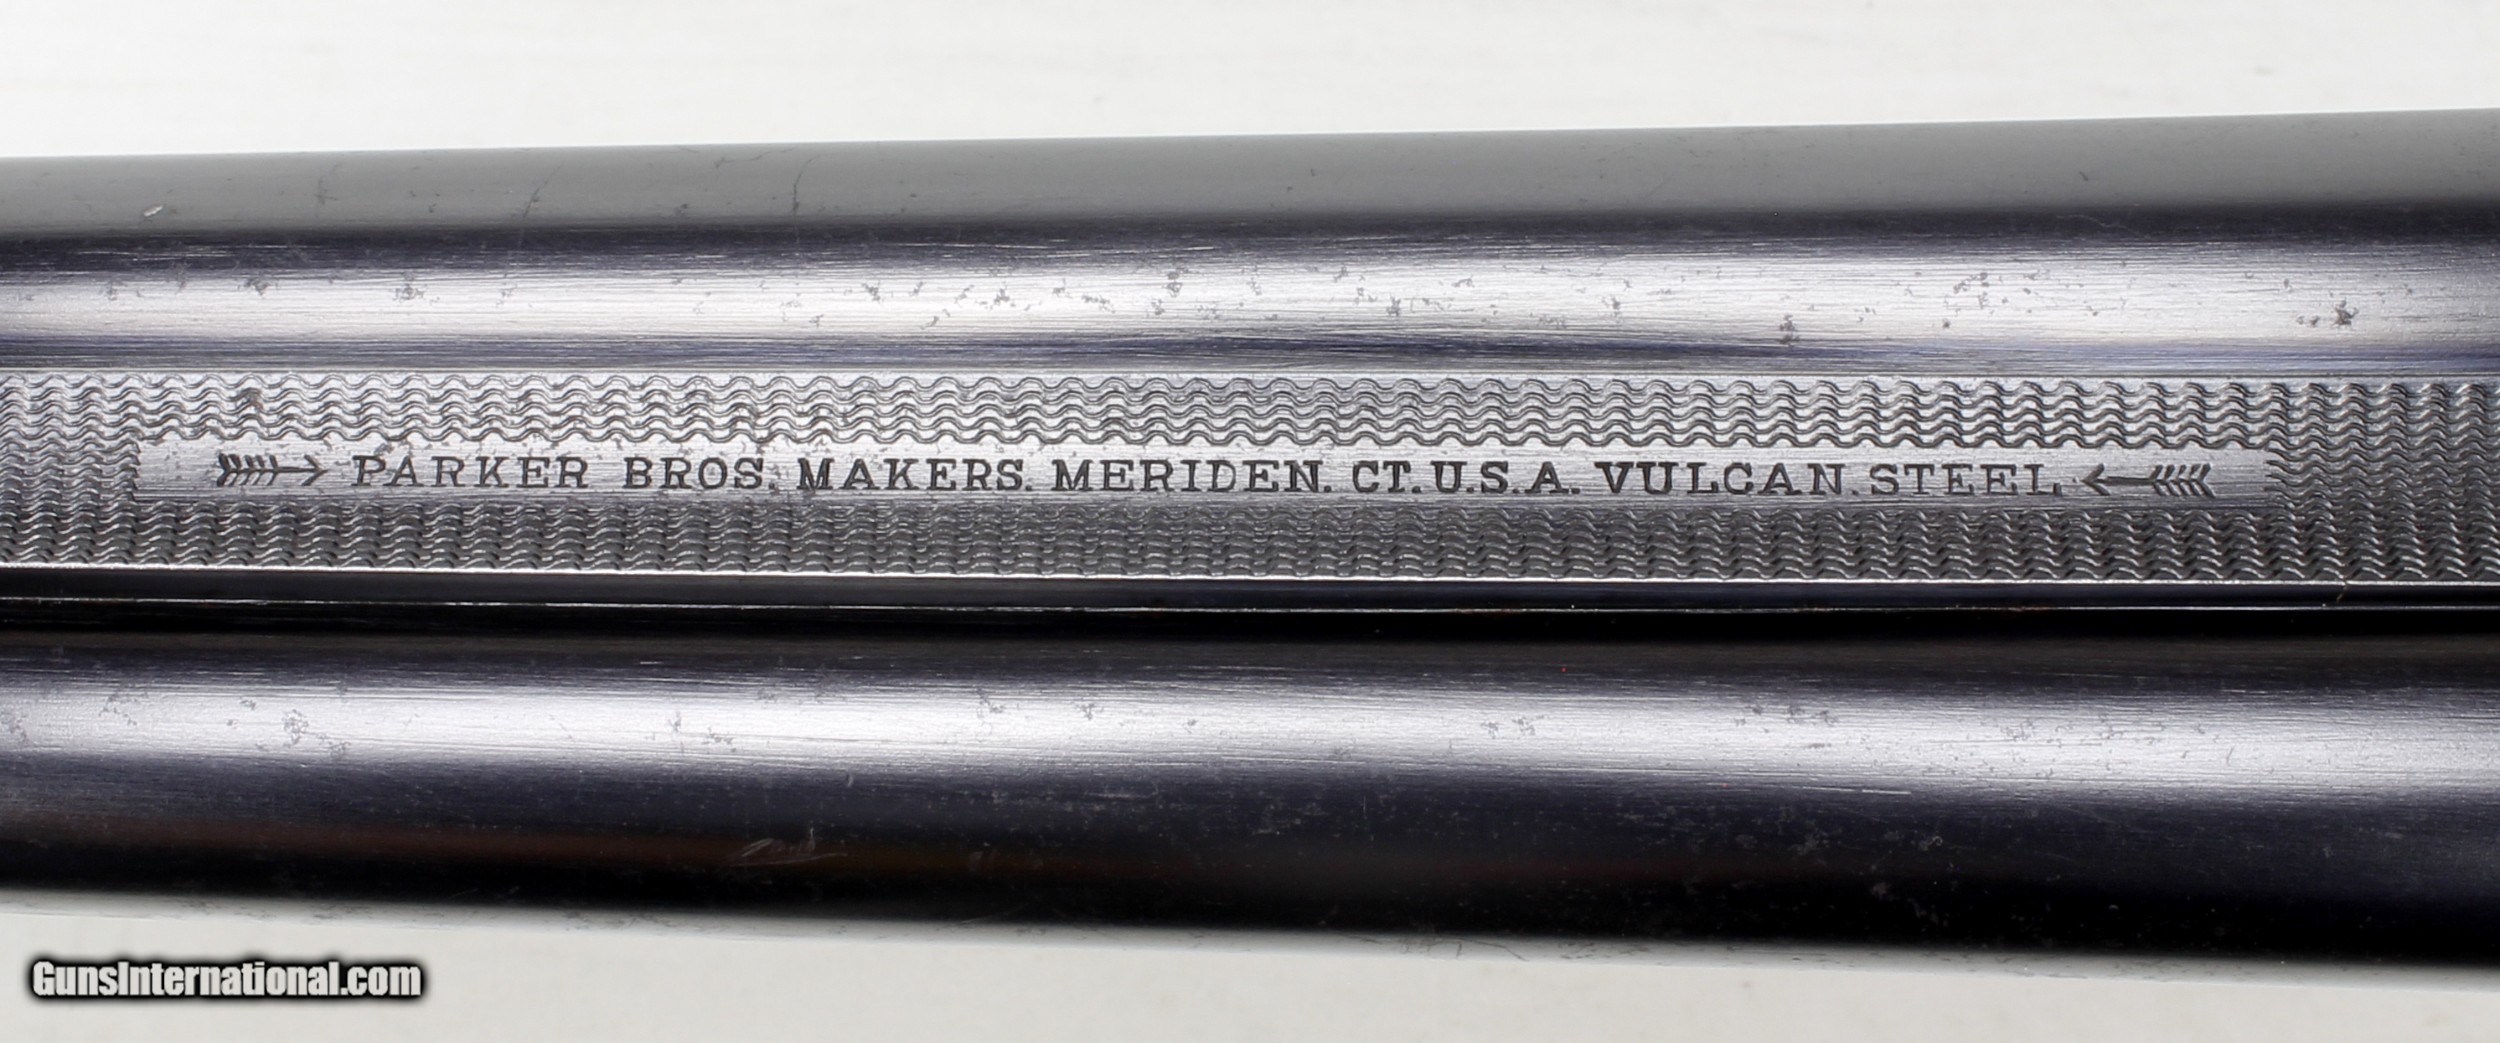 PARKER BROS. MAKERS. MERIDEN. CT. U.S.A. VULCAN. STEEL
GunsInternational.com